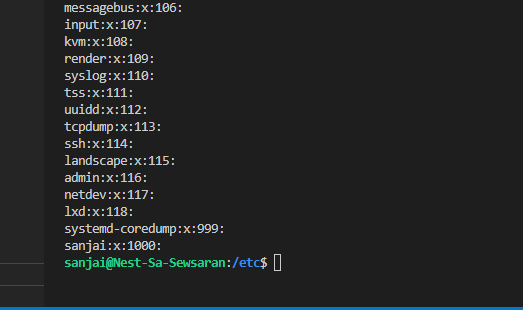 messagebus:x:106:
input:x:107:
kvm:x:108:
render:x:109:
syslog:x:110:
tss:x:111:
uuidd:x:112:
tcpdump:x:113:
ssh:x:114:
landscape:x:115:
admin:x:116:
netdev:x:117:
lxd:x:118:
systemd-coredump:x:999:
sanjai:x:1000:
sanjai@Nest-Sa-Sewsaran:/etc$